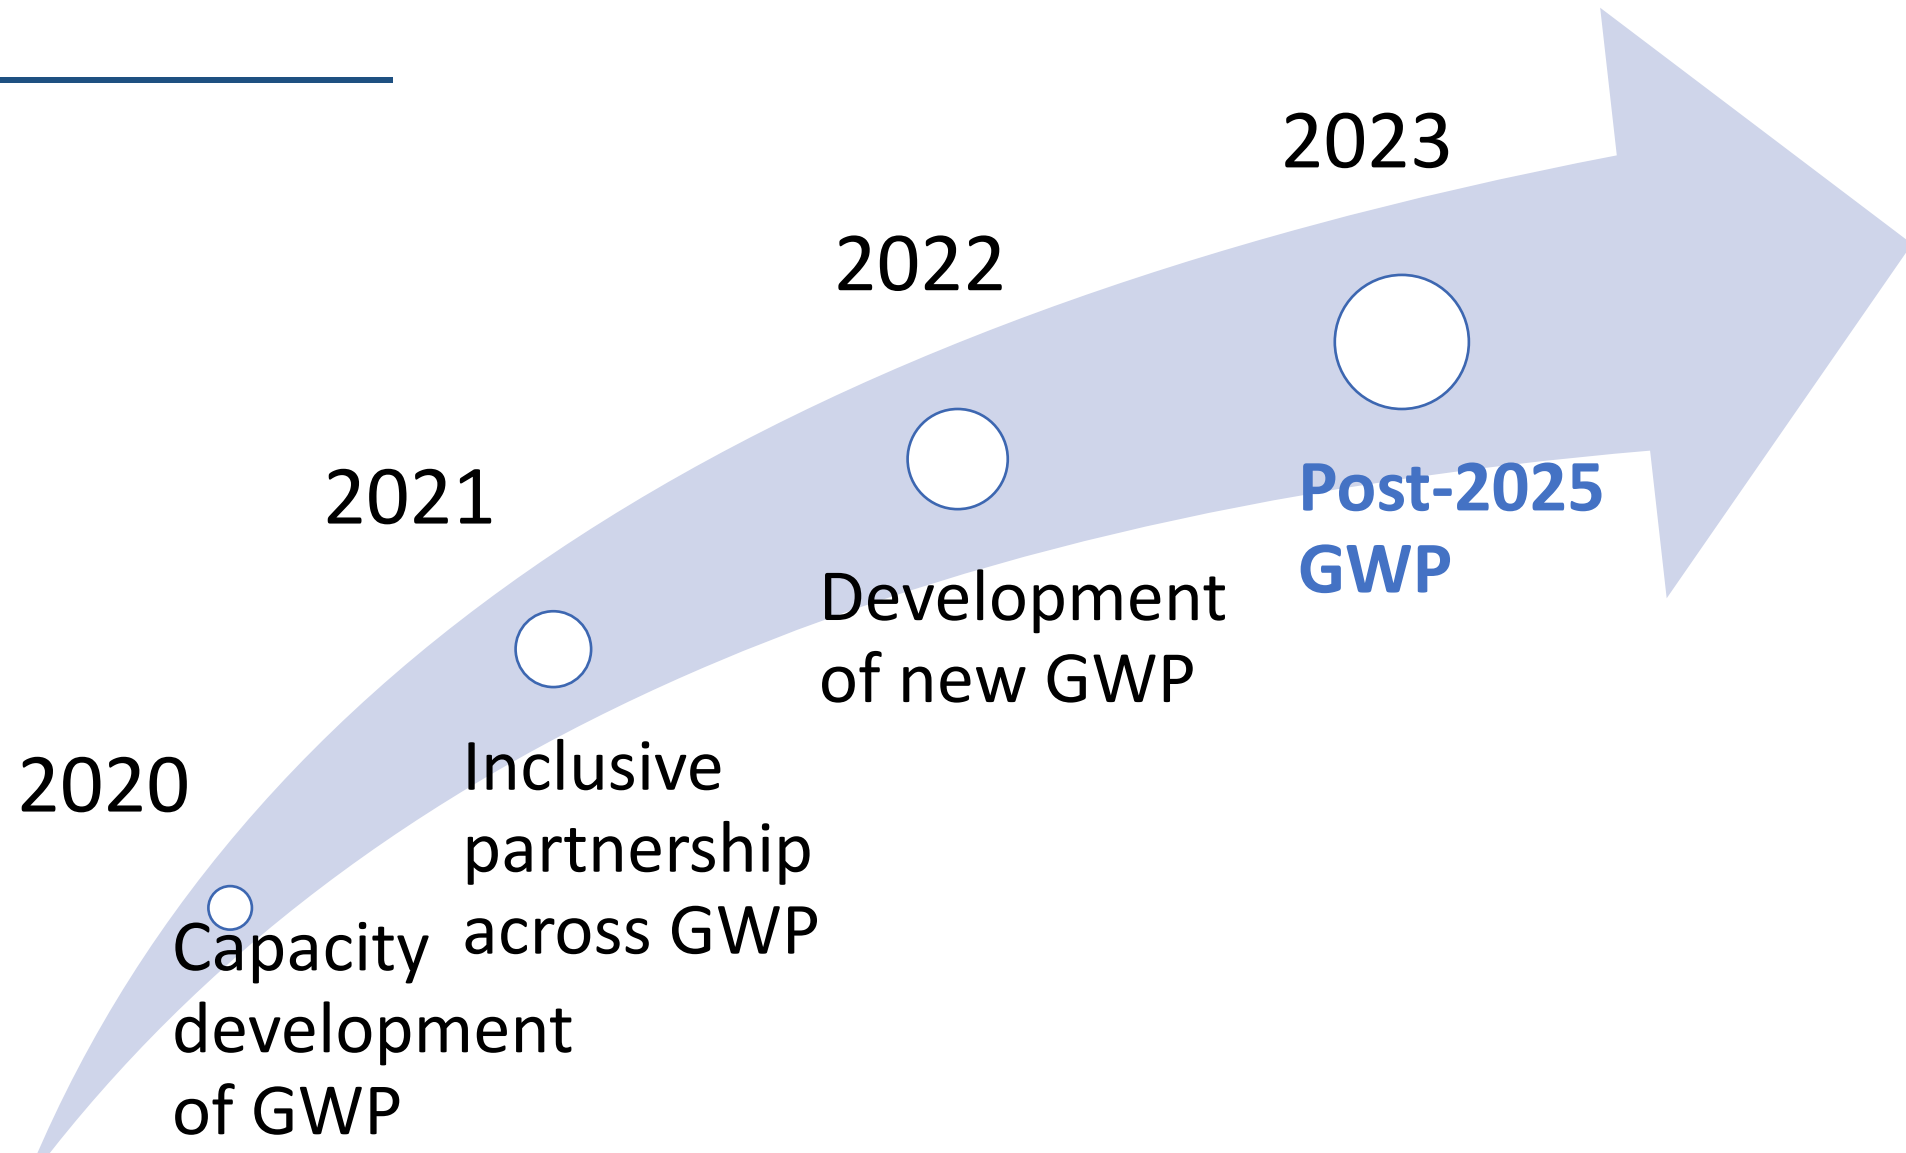 2020
Capacity
development
of GWP
2021
Inclusive
partnership
across GWP
2022
Development
of new GWP
2023
Post-2025
GWP